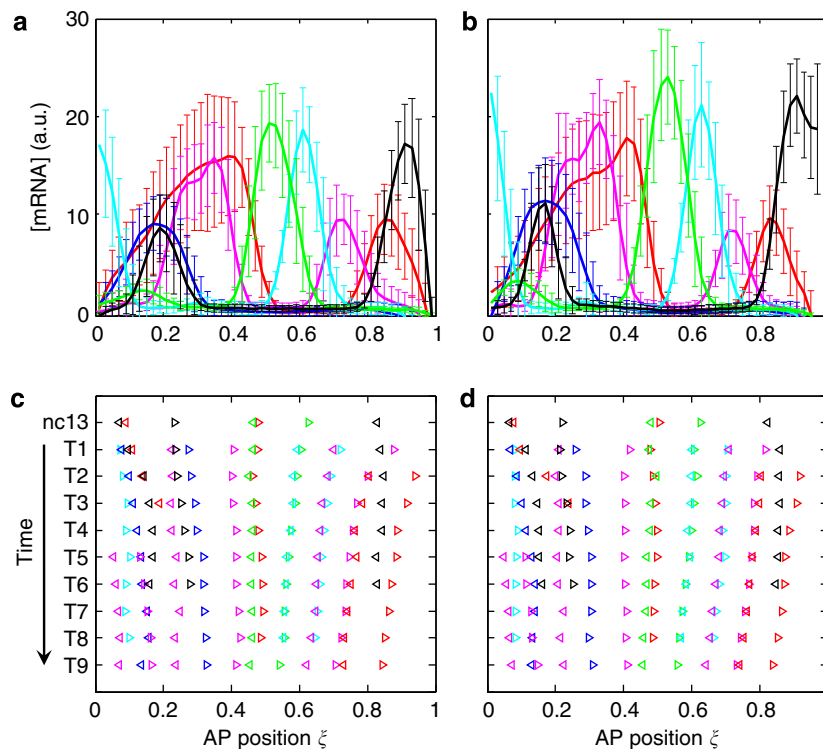 a
b
30
20
10
0
[mRNA] (a.u.)
0 0.2 0.4 0.6 0.8 1
0 0.2 0.4 0.6 0.8
c
d
nc13
T1
T2
T3
T4
T5
T6
T7
T8
T9
Time
0 0.2 0.4 0.6 0.8 1
0 0.2 0.4 0.6 0.8 1
AP position ξ
AP position ξ